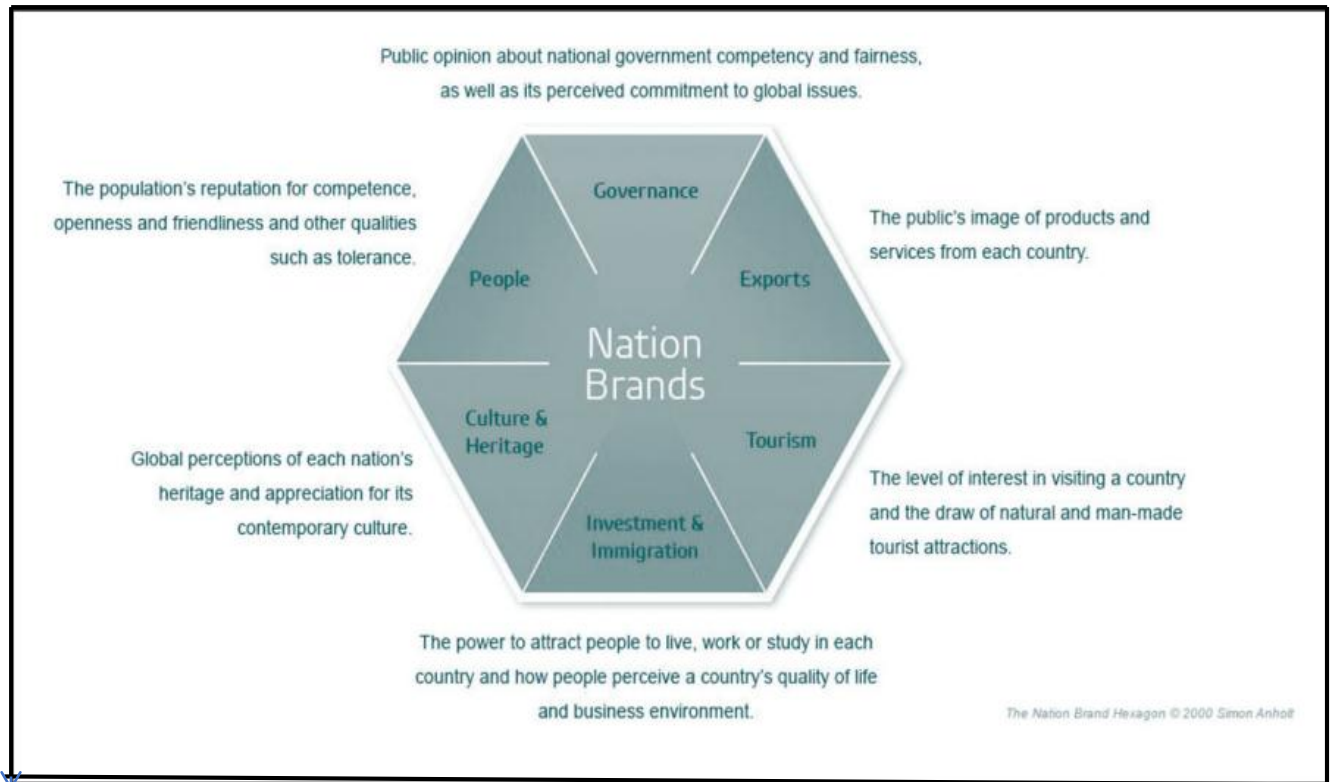 Public opinion about national government competency and fairness,
as well as its perceived commitment to global issues.
Governance
The population's reputation for competence,
openness and friendliness and other qualities
such as tolerance.
People
Exports
The public's image of products and
services from each country.
Nation
Brands
Culture &
Heritage
Global perceptions of each nation's
heritage and appreciation for its
contemporary culture.
Tourism
The level of interest in visiting a country
and the draw of natural and man-made
tourist attractions.
Investment &
Immigration
The power to attract people to live, work or study in each
country and how people perceive a country's quality of life
and business environment.
The Nation Brand Hexagon © 2000 Simon Anholt